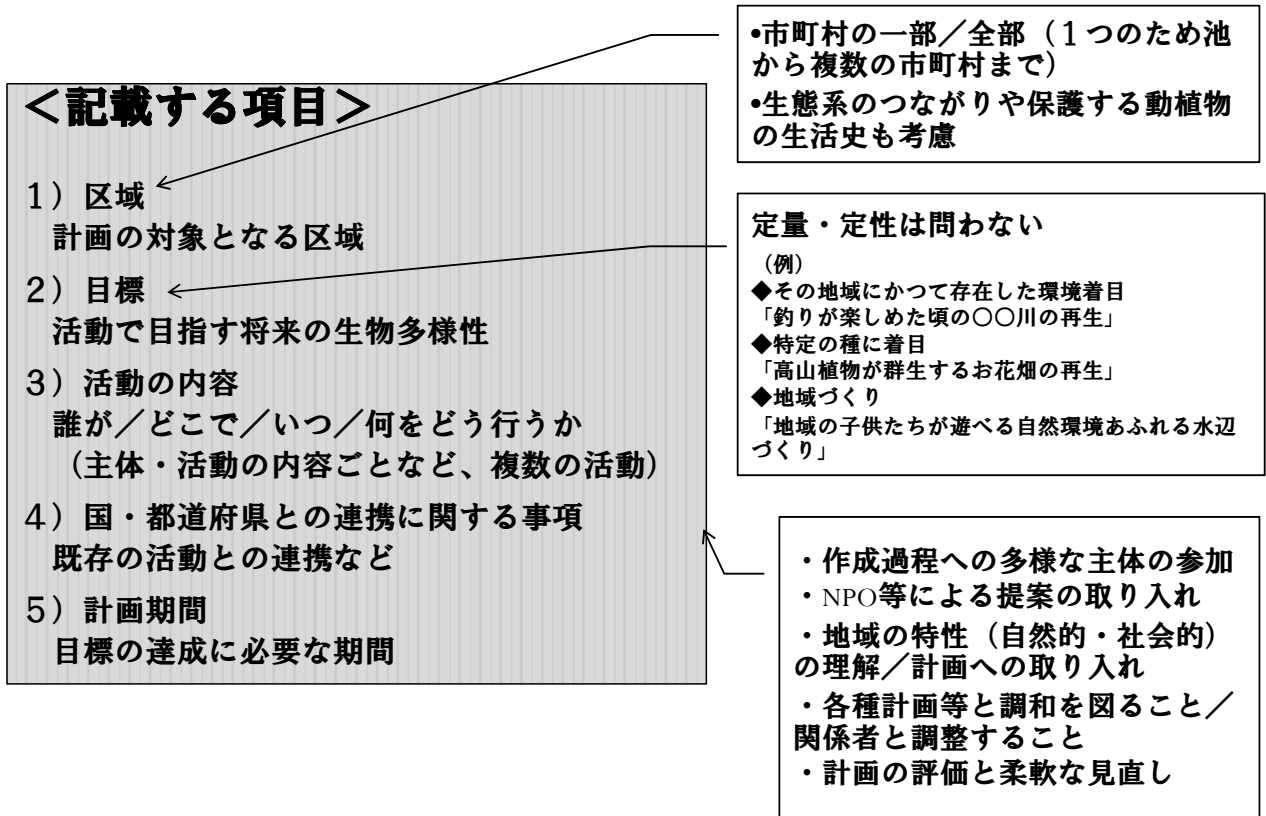 ＜記載する項目＞
１）区域
計画の対象となる区域
２）目標
活動で目指す将来の生物多様性
３）活動の内容
誰が／どこで／いつ／何をどう行うか
（主体・活動の内容ごとなど、複数の活動）
４）国・都道府県との連携に関する事項
既存の活動との連携など
５）計画期間
目標の達成に必要な期間
•市町村の一部／全部（１つのため池
から複数の市町村まで）
•生態系のつながりや保護する動植物
の生活史も考慮
定量・定性は問わない
（例）
◆その地域にかつて存在した環境着目
「釣りが楽しめた頃の〇〇川の再生」
◆特定の種に着目
「高山植物が群生するお花畑の再生」
◆地域づくり
「地域の子供たちが遊べる自然環境あふれる水辺
づくり」
・作成過程への多様な主体の参加
・NPO等による提案の取り入れ
・地域の特性（自然的・社会的）
の理解／計画への取り入れ
・各種計画等と調和を図ること／
関係者と調整すること
・計画の評価と柔軟な見直し